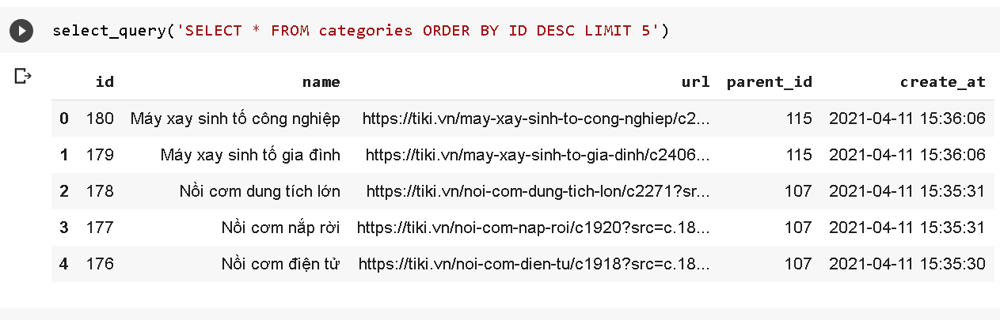 select_query('SELECT * FROM categories ORDER BY ID DESC LIMIT 5')
id name url parent_id create_at
0 180 Máy xay sinh tố công nghiệp https://tiki.vn/may-xay-sinh-to-cong-nghiep/c2... 115 2021-04-11 15:36:06
1 179 Máy xay sinh tố gia đình https://tiki.vn/may-xay-sinh-to-gia-dinh/c2406... 115 2021-04-11 15:36:06
2 178 Nồi cơm dung tích lớn https://tiki.vn/noi-com-dung-tich-lon/c2271?sr... 107 2021-04-11 15:35:31
3 177 Nồi cơm nắp rời https://tiki.vn/noi-com-nap-roi/c1920?src=c.18... 107 2021-04-11 15:35:31
4 176 Nồi cơm điện tử https://tiki.vn/noi-com-dien-tu/c1918?src=c.18... 107 2021-04-11 15:35:30